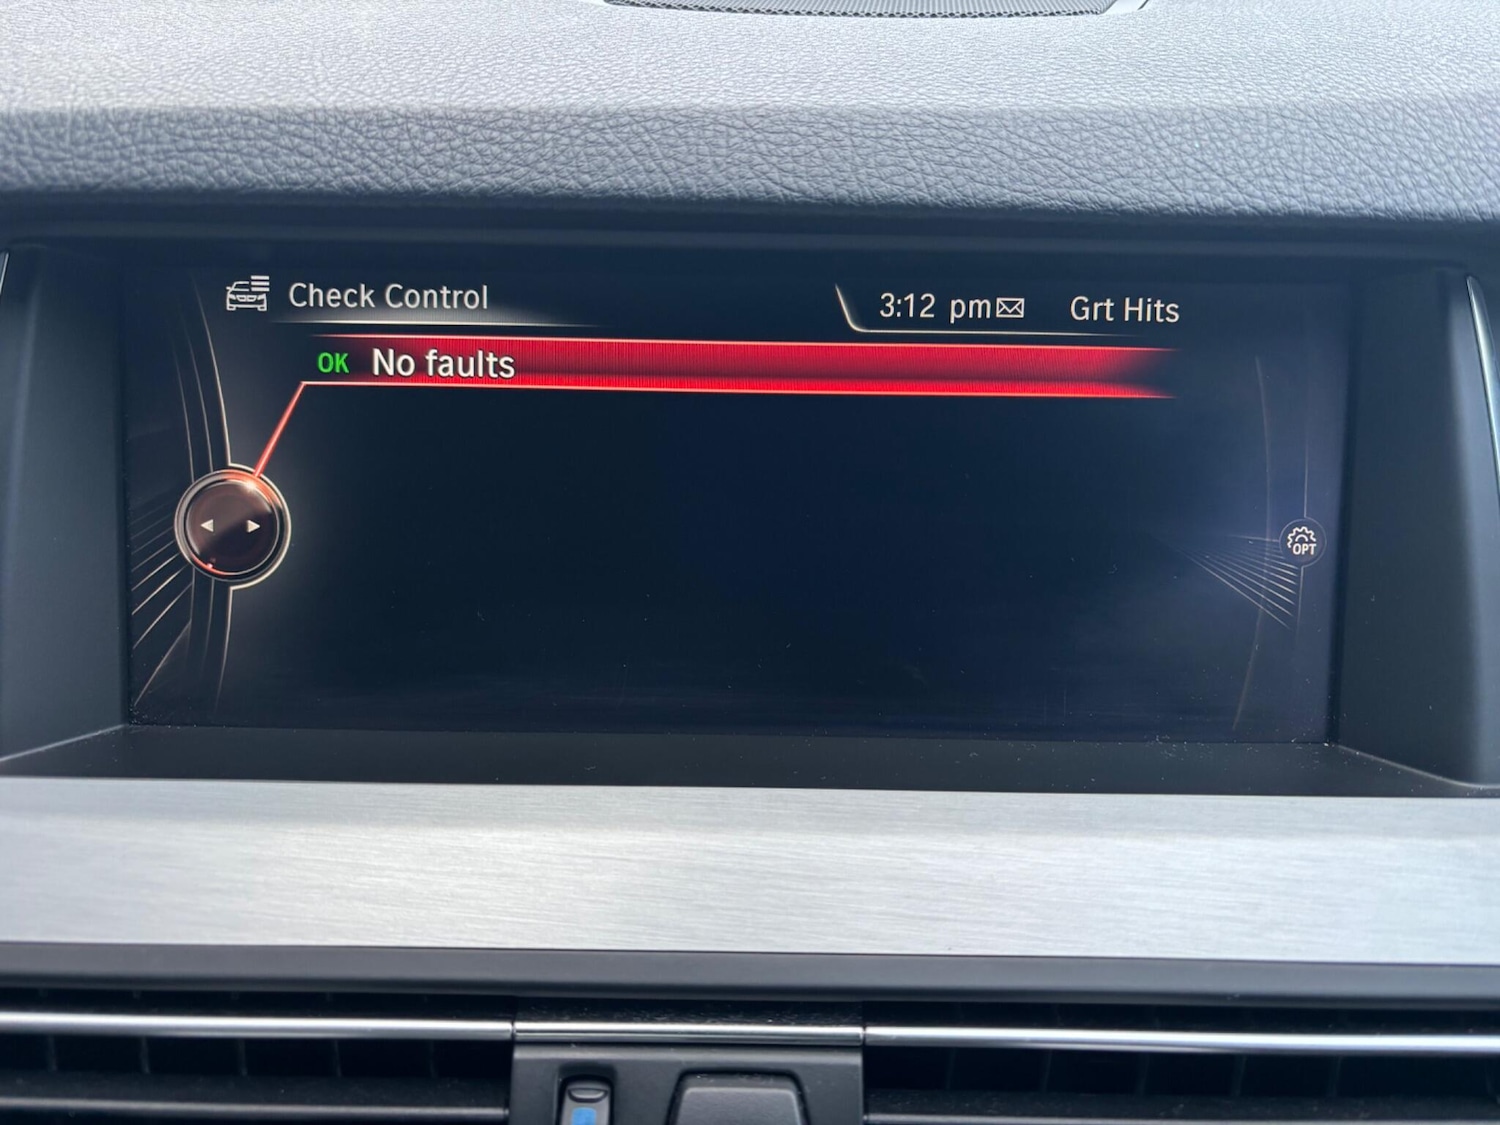 Check Control
3:12 pm Grt Hits
OK No faults
OPT